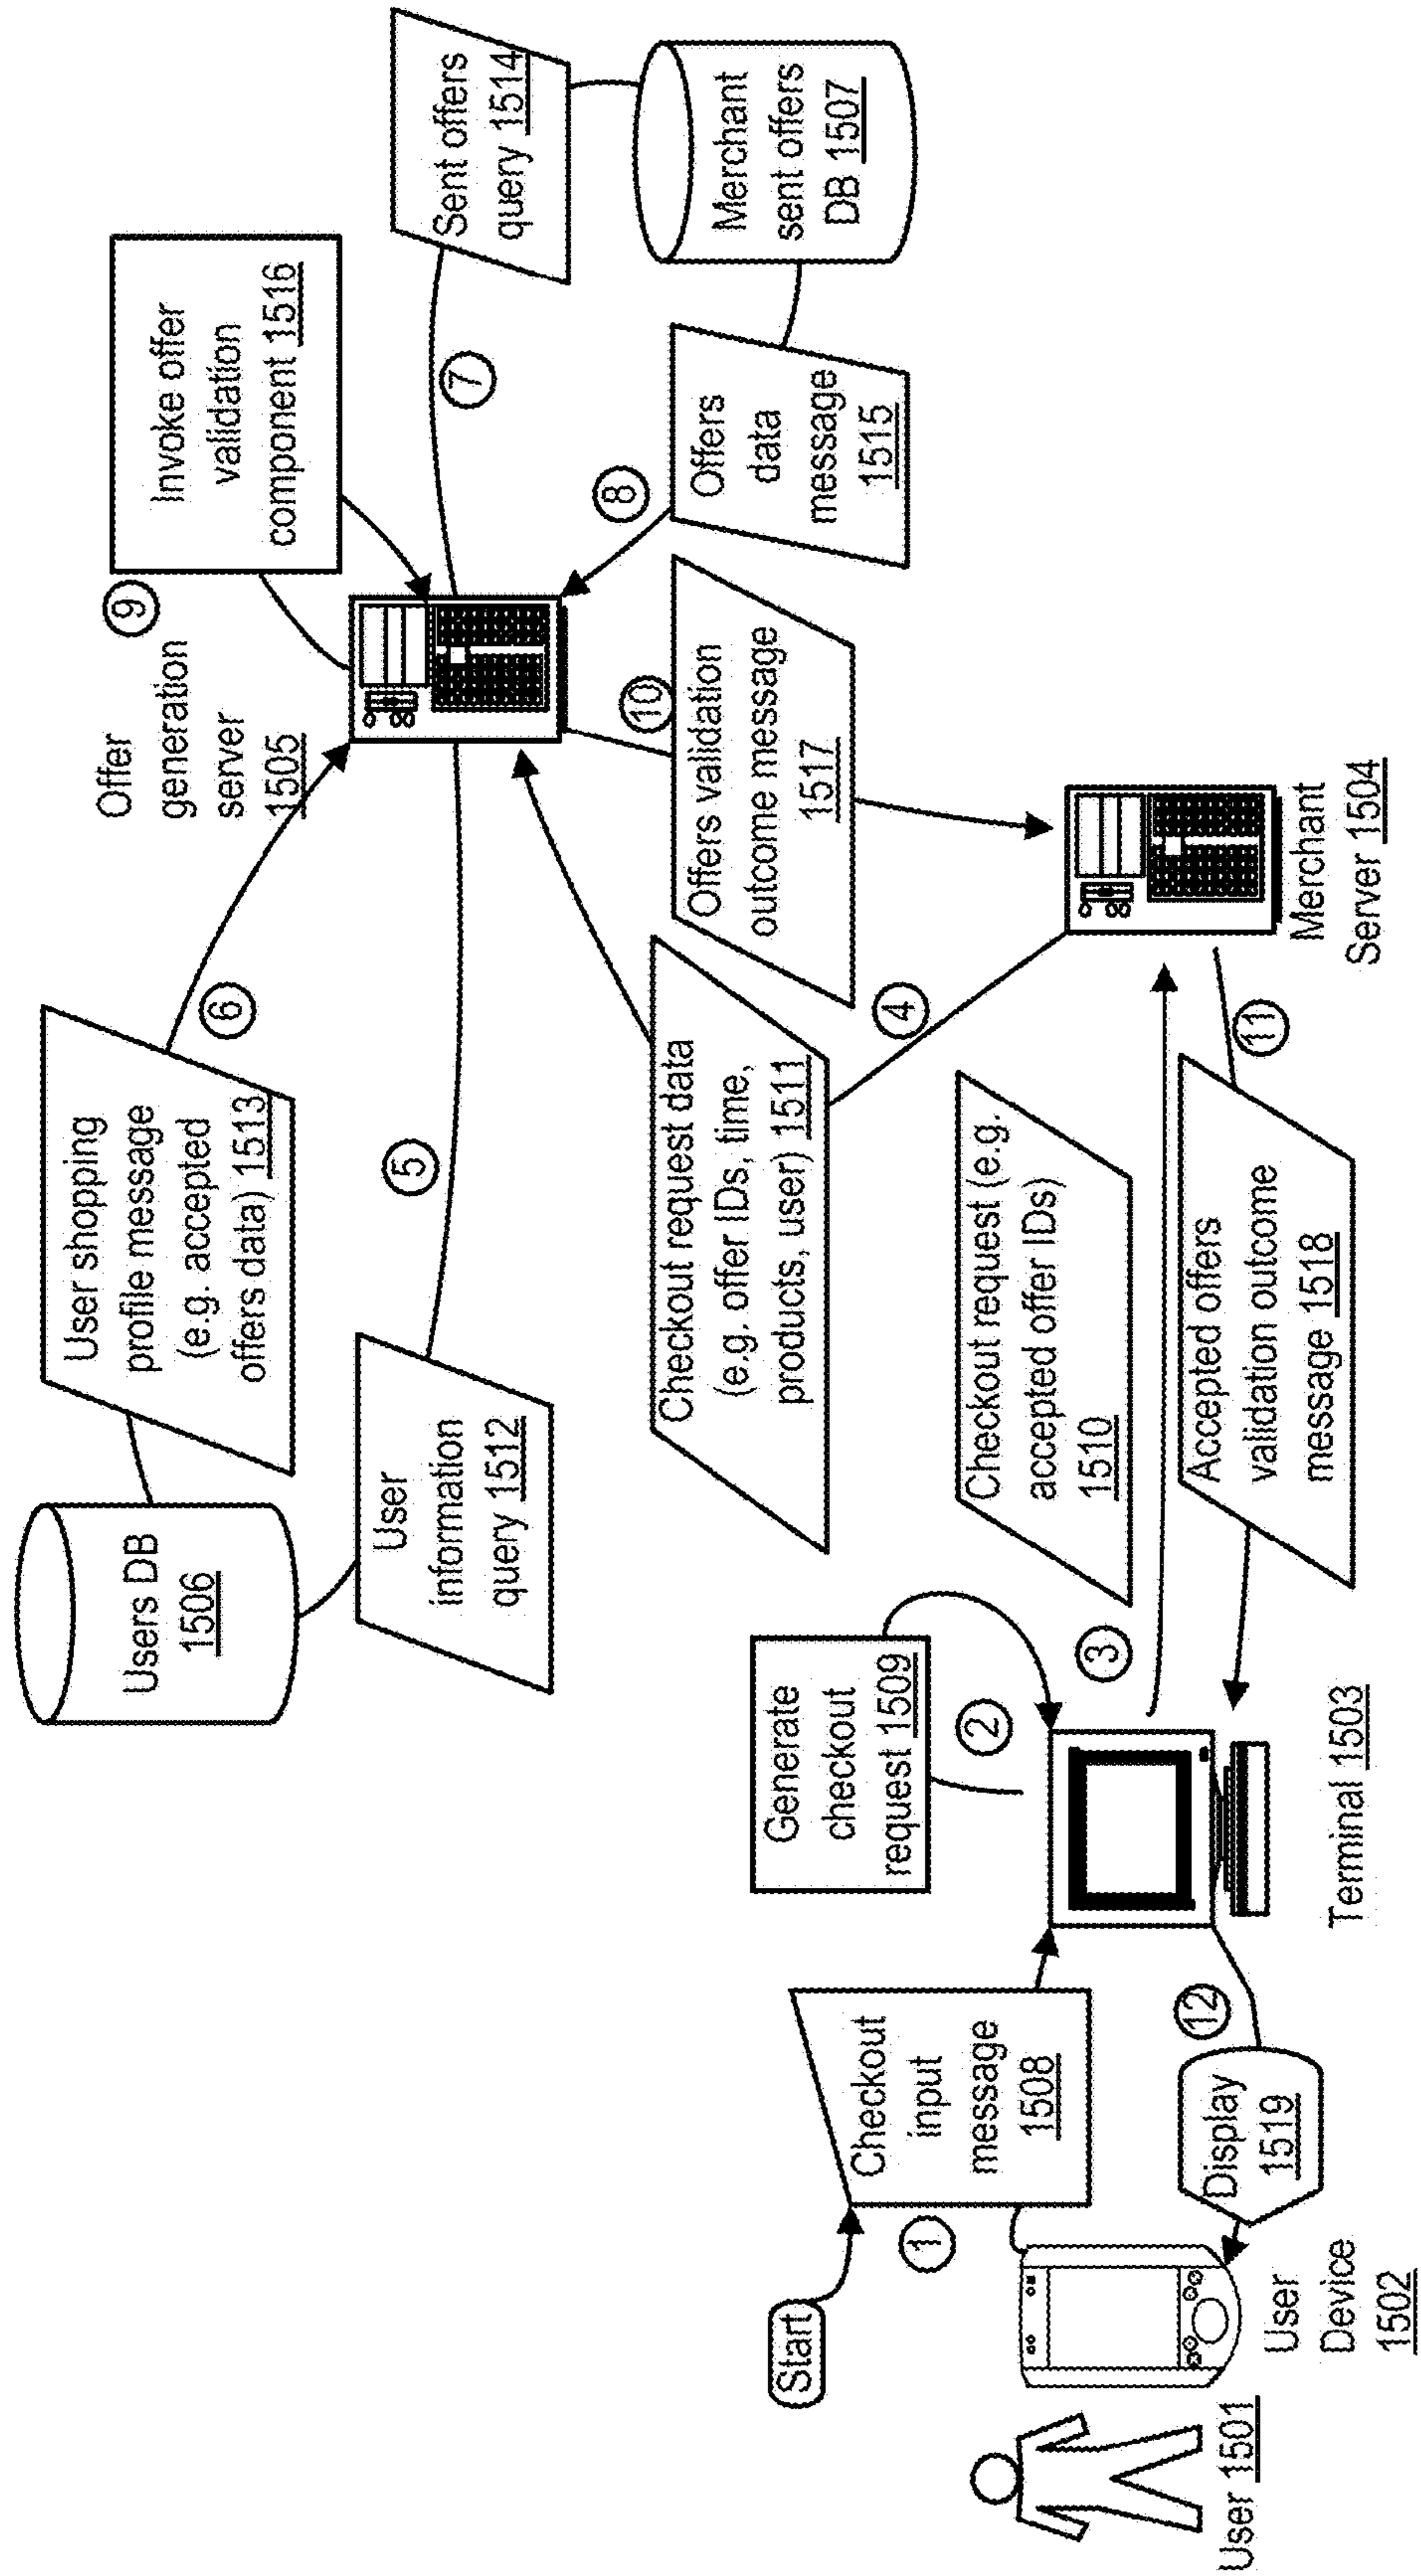 Users DB
1506
User shopping
profile message
(e.g. accepted
offers data) 1513
6
Offer
generation
server
1505
9
Invoke offer
validation
component 1516
User
information
query 1512
5
7
Sent offers
query 1514
8
Offers
data
message
1515
Merchant
sent offers
DB 1507
Checkout request data
(e.g. offer IDs, time,
products, user) 1511
4
10
Offers validation
outcome message
1517
Start
1
Checkout
input
message
1508
Generate
checkout
request 1509
2
3
Checkout request (e.g.
accepted offer IDs)
1510
Merchant
Server 1504
11
Accepted offers
validation outcome
message 1518
12
Display
1519
User 1501
User
Device
1502
Terminal 1503